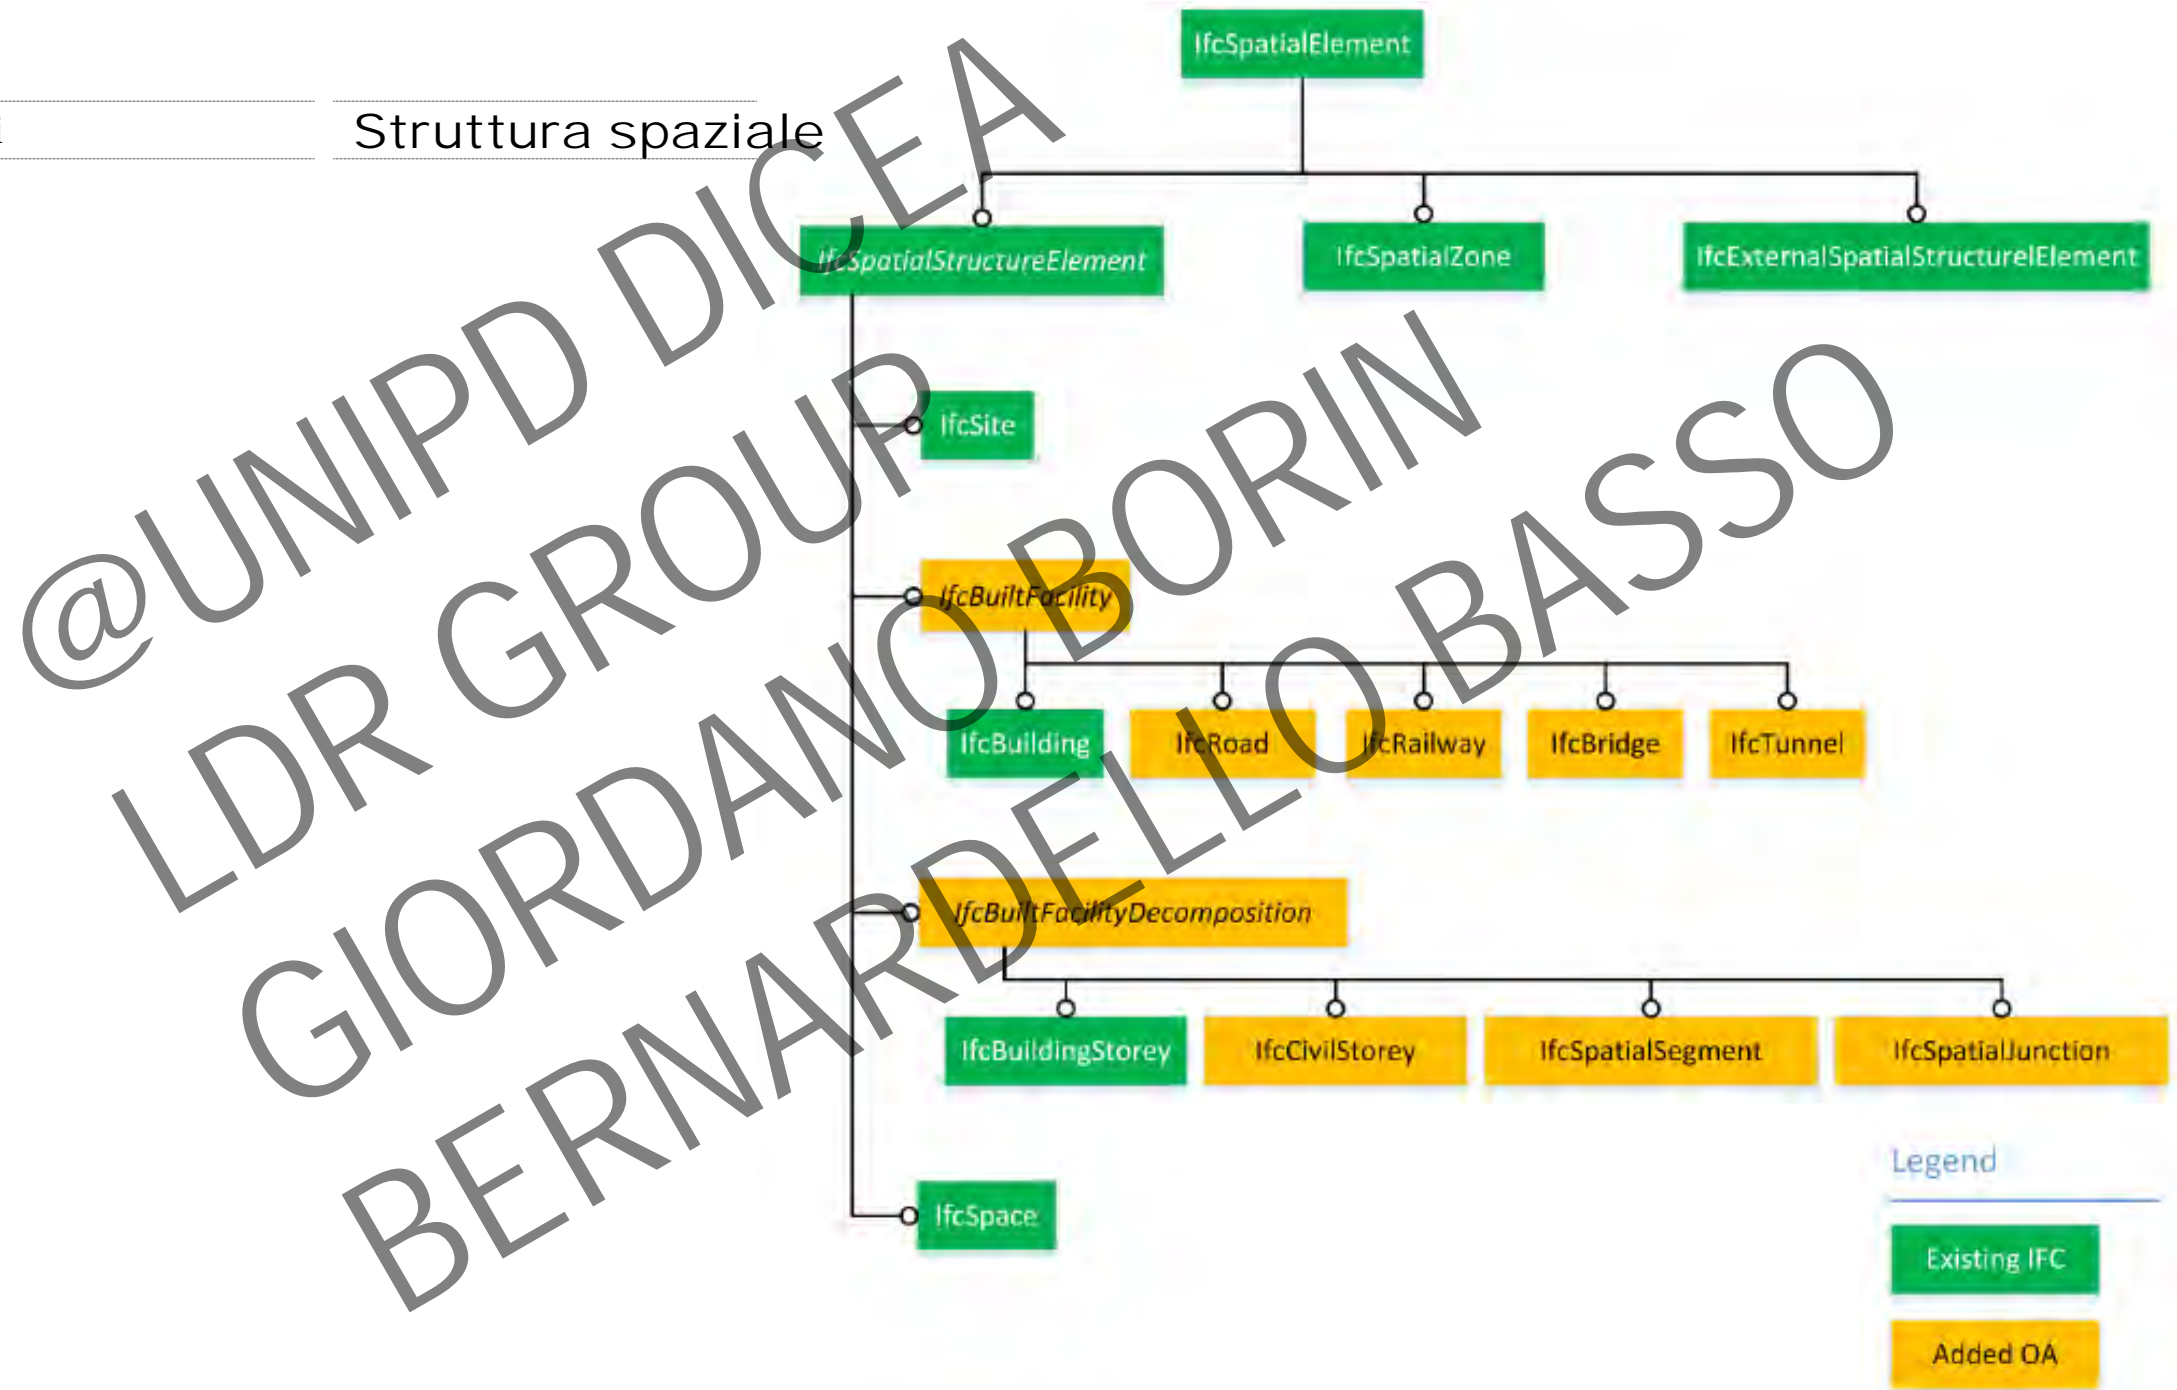 IfcSpatialElement
i
Struttura spaziale
IfcSpatialStructureElement
IfcSpatialZone
IfcExternalSpatialStructurelElement
IfcSite
IfcBuiltFacility
IfcBuilding
IfcRoad
IfcRailway
IfcBridge
IfcTunnel
IfcBuiltFacilityDecomposition
IfcBuildingStorey
IfcCivilStorey
IfcSpatialSegment
IfcSpatialJunction
IfcSpace
Legend
Existing IFC
Added OA
@UNIPD DICEA
LDR GROUP
GIORDANO BORIN
BERNARDELLO BASSO